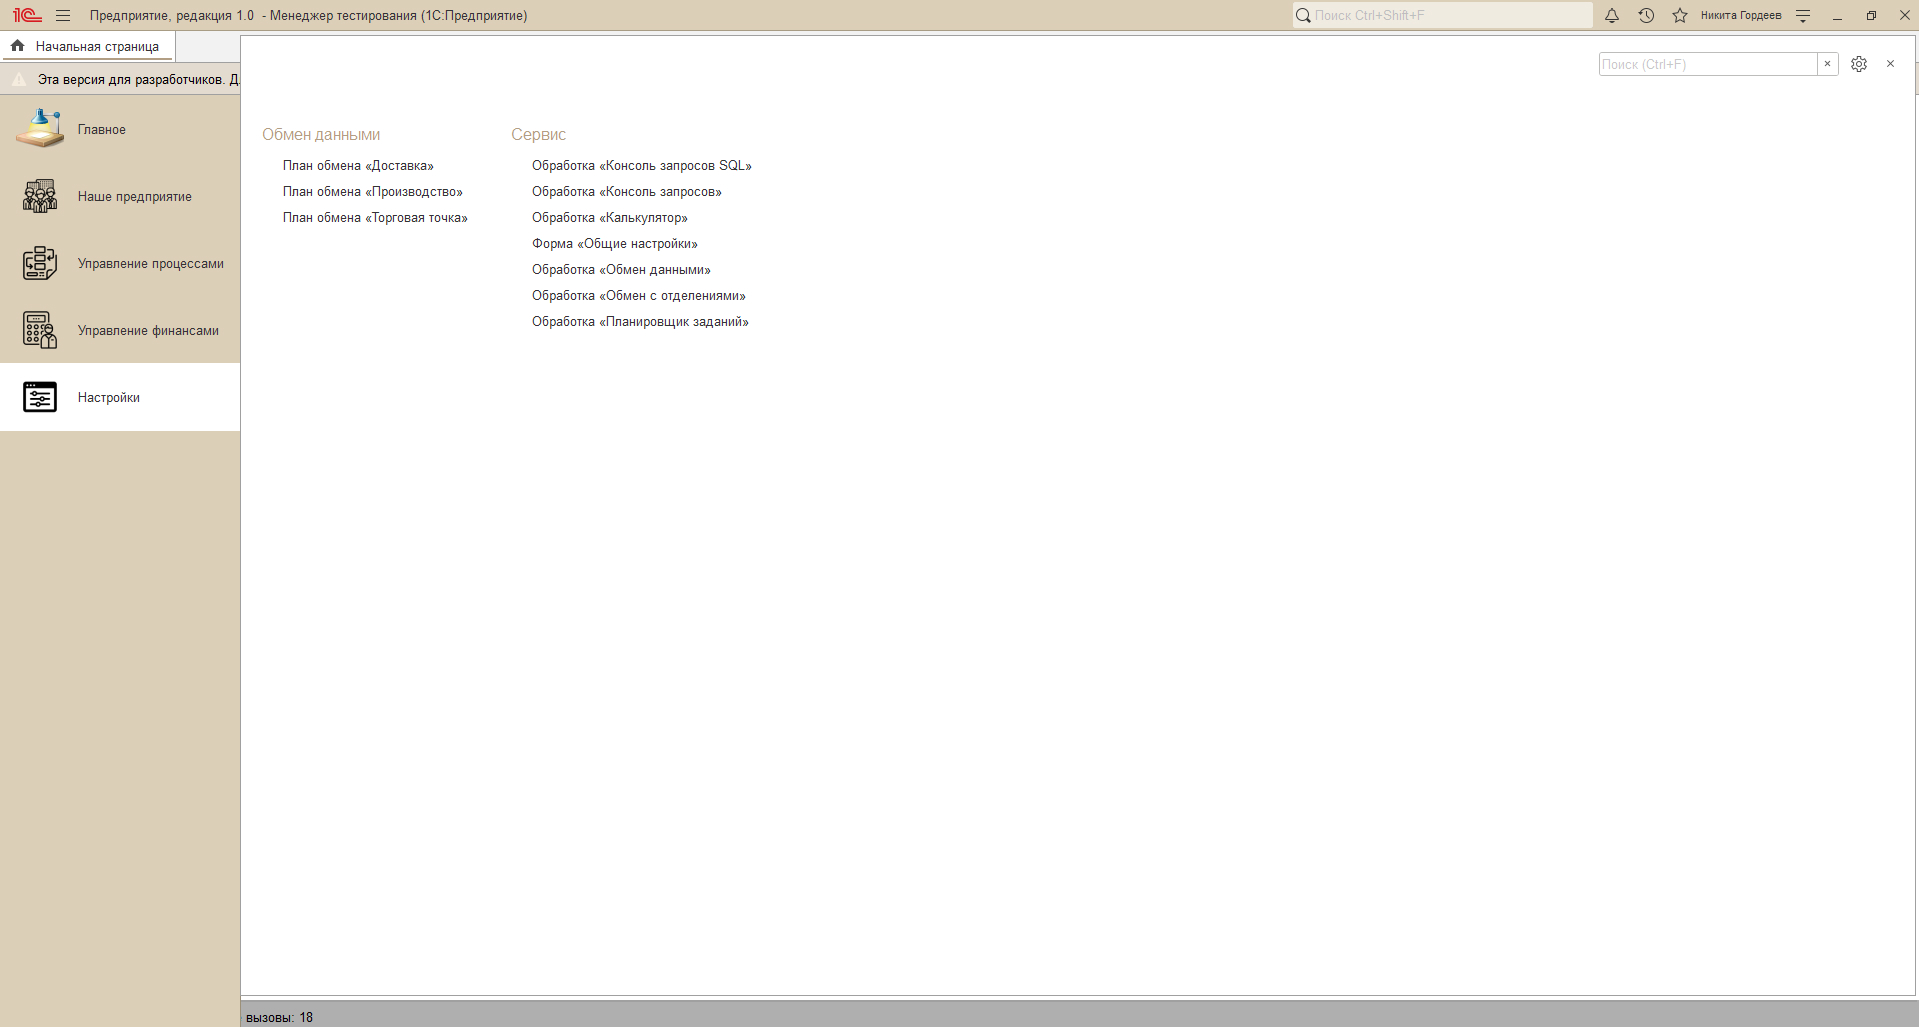 1С Предприятие, редакция 1.0 - Менеджер тестирования (1С:Предприятие)
Поиск Ctrl+Shift+F
Никита Гордеев
Начальная страница
Эта версия для разработчиков. Д
Поиск (Ctrl+F)
Главное
Наше предприятие
Управление процессами
Управление финансами
Настройки
Обмен данными
План обмена «Доставка»
План обмена «Производство»
План обмена «Торговая точка»
Сервис
Обработка «Консоль запросов SQL»
Обработка «Консоль запросов»
Обработка «Калькулятор»
Форма «Общие настройки»
Обработка «Обмен данными»
Обработка «Обмен с отделениями»
Обработка «Планировщик заданий»
вызовы: 18